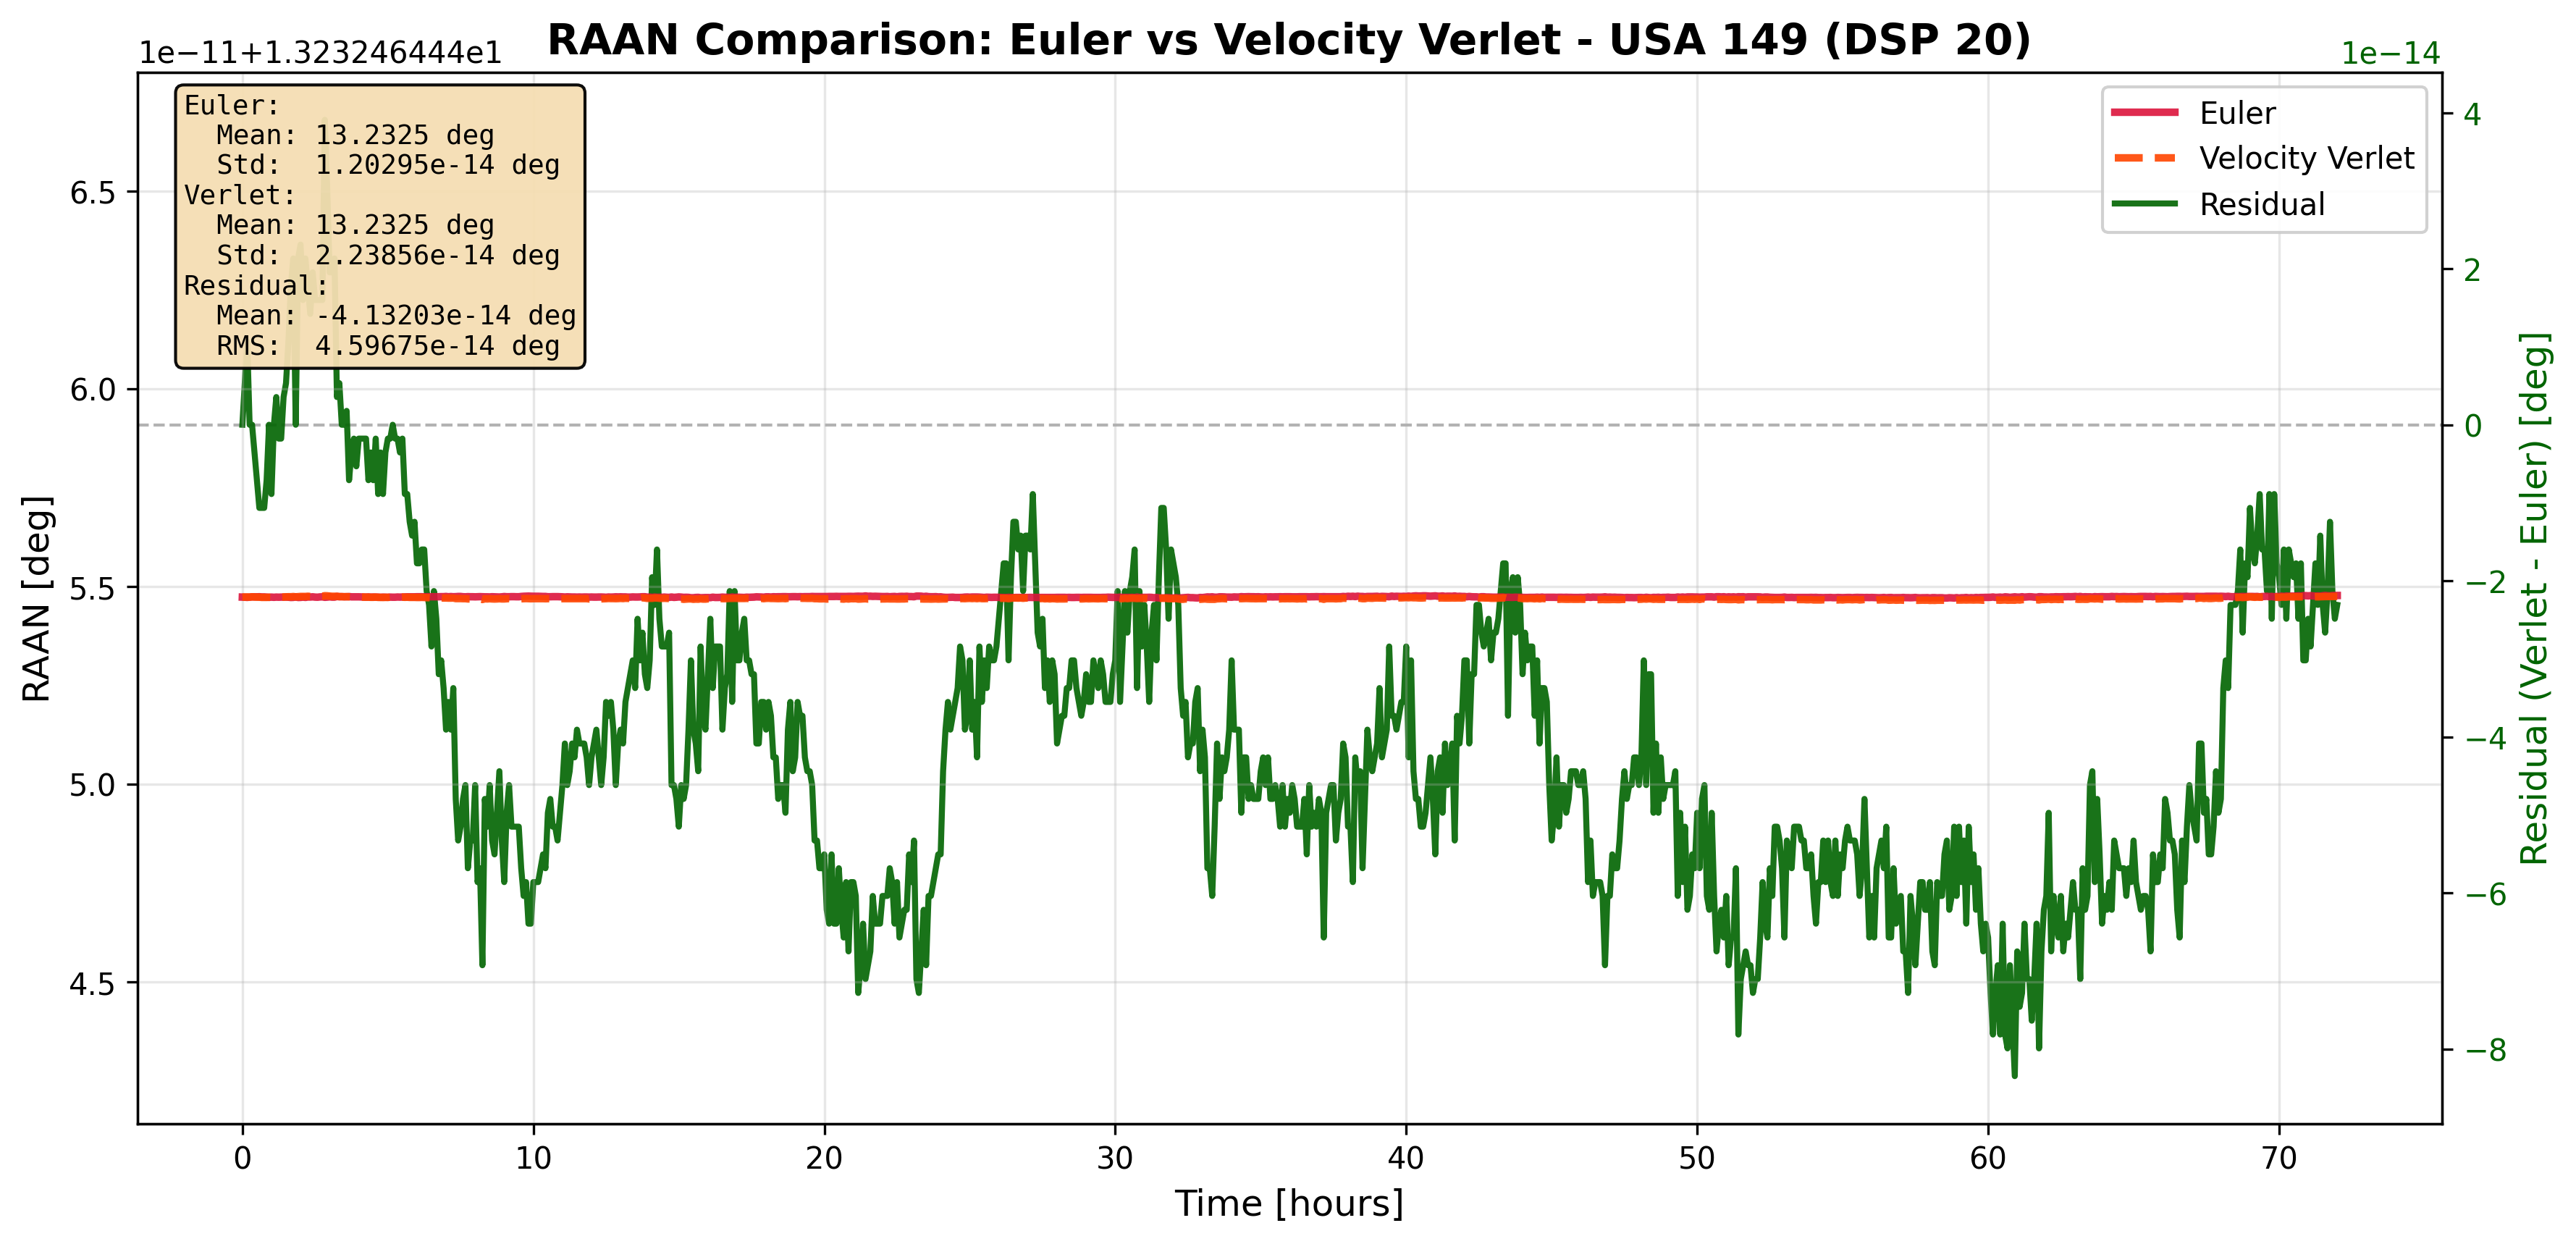 RAAN Comparison: Euler vs Velocity Verlet - USA 149 (DSP 20)
1e−11+1.323246444e1
1e−14
Euler:
Mean: 13.2325 deg
Std: 1.20295e-14 deg
Verlet:
Mean: 13.2325 deg
Std: 2.23856e-14 deg
Residual:
Mean: -4.13203e-14 deg
RMS: 4.59675e-14 deg
Euler
Velocity Verlet
Residual
RAAN [deg]
6.5
6.0
5.5
5.0
4.5
4
2
0
−2
−4
−6
−8
Residual (Verlet - Euler) [deg]
0 10 20 30 40 50 60 70
Time [hours]